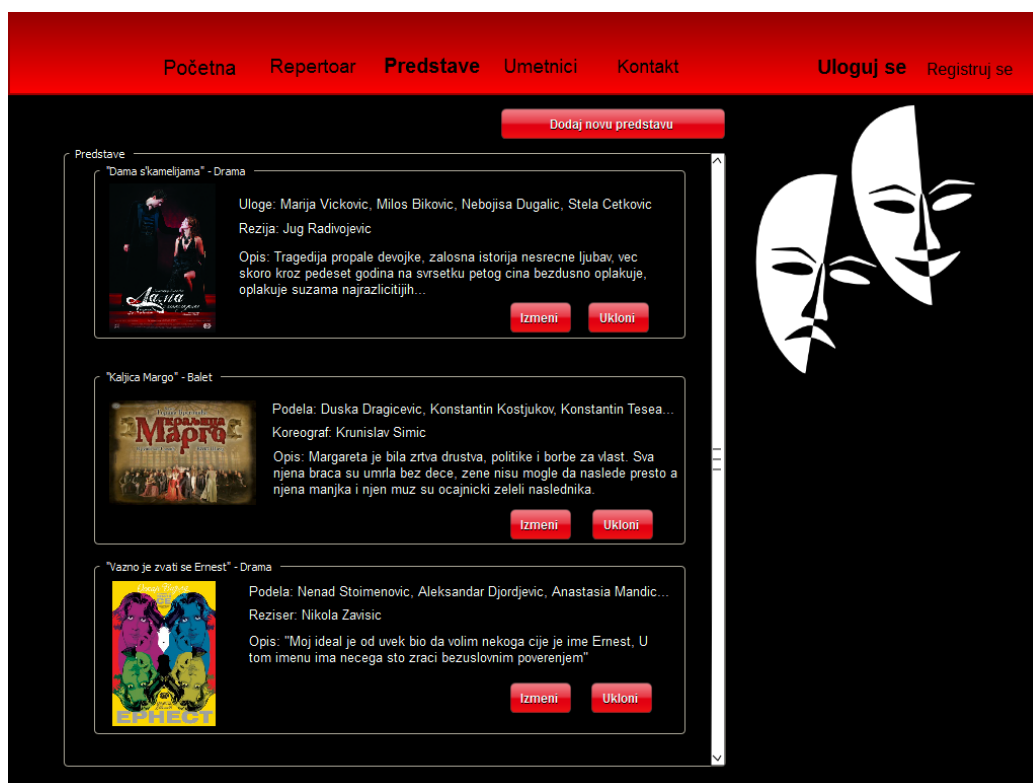 Početna Repertoar Predstave Umetnici Kontakt Uloguj se Registruj se
Dodaj novu predstavu
Predstave
"Dama s'kamelijama" - Drama
Uloge: Marija Vickovic, Milos Bikovic, Nebojisa Dugalic, Stela Cetkovic
Rezija: Jug Radivojevic
Opis: Tragedija propale devojke, zalosna istorija nesrecne ljubav, vec
skoro kroz pedeset godina na svrsetku petog cina bezdusno oplakuje,
oplakuje suzama najrazlicitijih...
Дама
Izmeni Ukloni
"Kaljica Margo" - Balet
краљица
Марго
Podela: Duska Dragicevic, Konstantin Kostjukov, Konstantin Tesea...
Koreograf: Krunislav Simic
Opis: Margareta je bila zrtva drustva, politike i borbe za vlast. Sva
njena braca su umrla bez dece, zene nisu mogle da naslede presto a
njena manjka i njen muz su ocajnicki zeleli naslednika.
Izmeni Ukloni
"Vazno je zvati se Ernest" - Drama
Podela: Nenad Stoimenovic, Aleksandar Djordjevic, Anastasia Mandic...
Reziser: Nikola Zavisic
Opis: "Moj ideal je od uvek bio da volim nekoga cije je ime Ernest, U
tom imenu ima necega sto zraci bezuslovnim poverenjem"
ЕРНЕСТ
Izmeni Ukloni